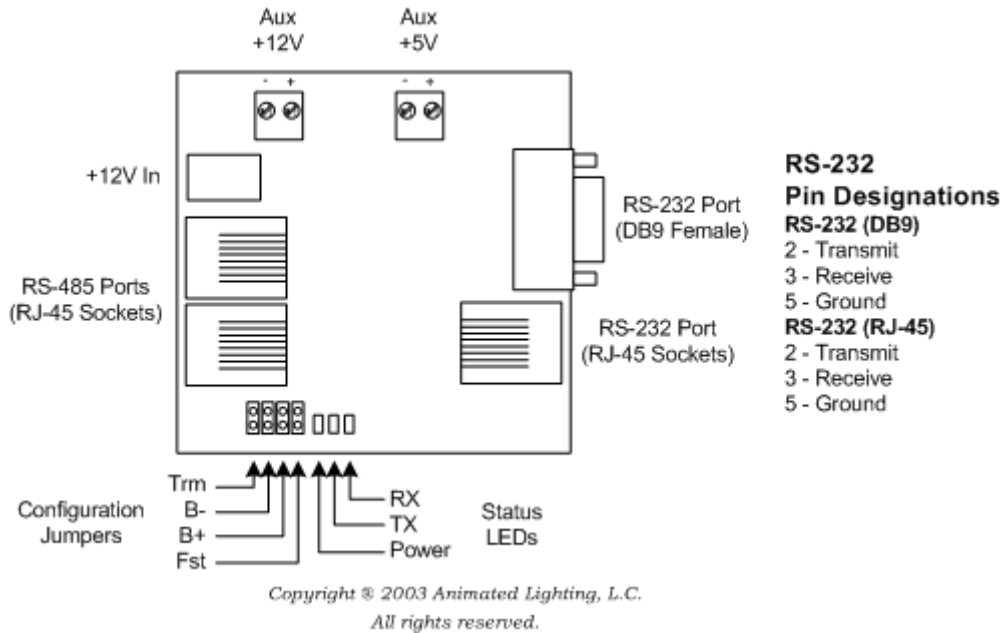 Aux
+12V
Aux
+5V
- +
- +
+12V In
RS-485 Ports
(RJ-45 Sockets)
RS-232 Port
(DB9 Female)
RS-232 Port
(RJ-45 Sockets)
RS-232
Pin Designations
RS-232 (DB9)
2 - Transmit
3 - Receive
5 - Ground
RS-232 (RJ-45)
2 - Transmit
3 - Receive
5 - Ground
Configuration
Jumpers
Trm
B-
B+
Fst
RX
TX
Power
Status
LEDs
Copyright ® 2003 Animated Lighting, L.C.
All rights reserved.